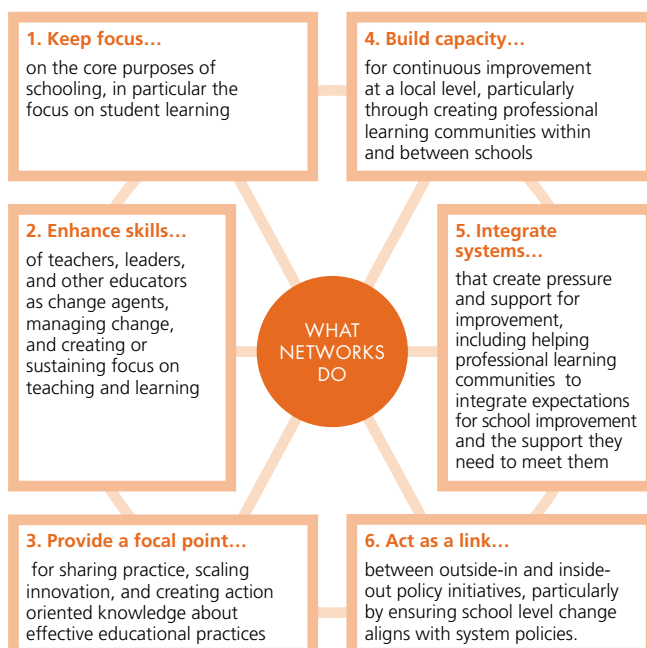 1. Keep focus…
on the core purposes of
schooling, in particular the
focus on student learning
2. Enhance skills…
of teachers, leaders,
and other educators
as change agents,
managing change,
and creating or
sustaining focus on
teaching and learning
3. Provide a focal point…
for sharing practice, scaling
innovation, and creating action
oriented knowledge about
effective educational practices
WHAT
NETWORKS
DO
4. Build capacity…
for continuous improvement
at a local level, particularly
through creating professional
learning communities within
and between schools
5. Integrate
systems…
that create pressure
and support for
improvement,
including helping
professional learning
communities to
integrate expectations
for school improvement
and the support they
need to meet them
6. Act as a link…
between outside-in and inside-
out policy initiatives, particularly
by ensuring school level change
aligns with system policies.